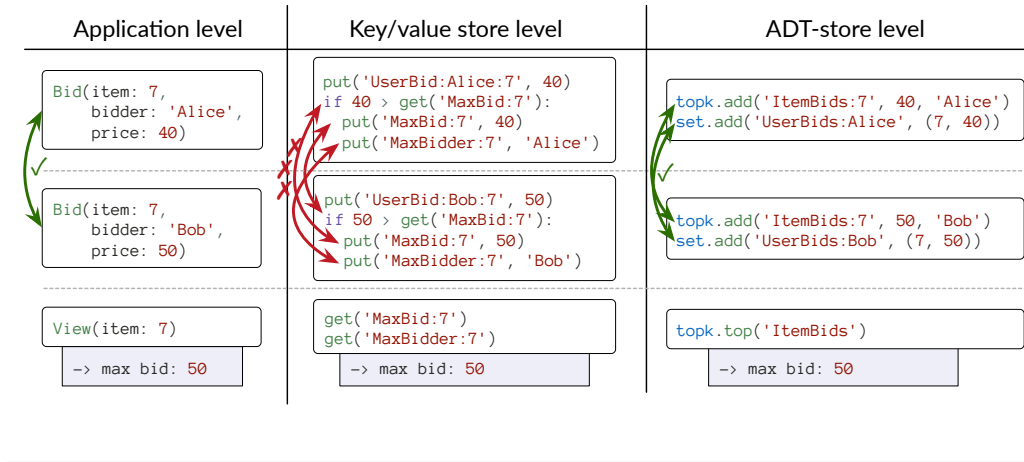 Application level
Key/value store level
ADT-store level
Bid(item: 7,
bidder: 'Alice',
price: 40)
put('UserBid:Alice:7', 40)
if 40 > get('MaxBid:7'):
put('MaxBid:7', 40)
put('MaxBidder:7', 'Alice')
topk.add('ItemBids:7', 40, 'Alice')
set.add('UserBids:Alice', (7, 40))
✓
✗
✗
✗
✓
Bid(item: 7,
bidder: 'Bob',
price: 50)
put('UserBid:Bob:7', 50)
if 50 > get('MaxBid:7'):
put('MaxBid:7', 50)
put('MaxBidder:7', 'Bob')
topk.add('ItemBids:7', 50, 'Bob')
set.add('UserBids:Bob', (7, 50))
View(item: 7)
-> max bid: 50
get('MaxBid:7')
get('MaxBidder:7')
-> max bid: 50
topk.top('ItemBids')
-> max bid: 50